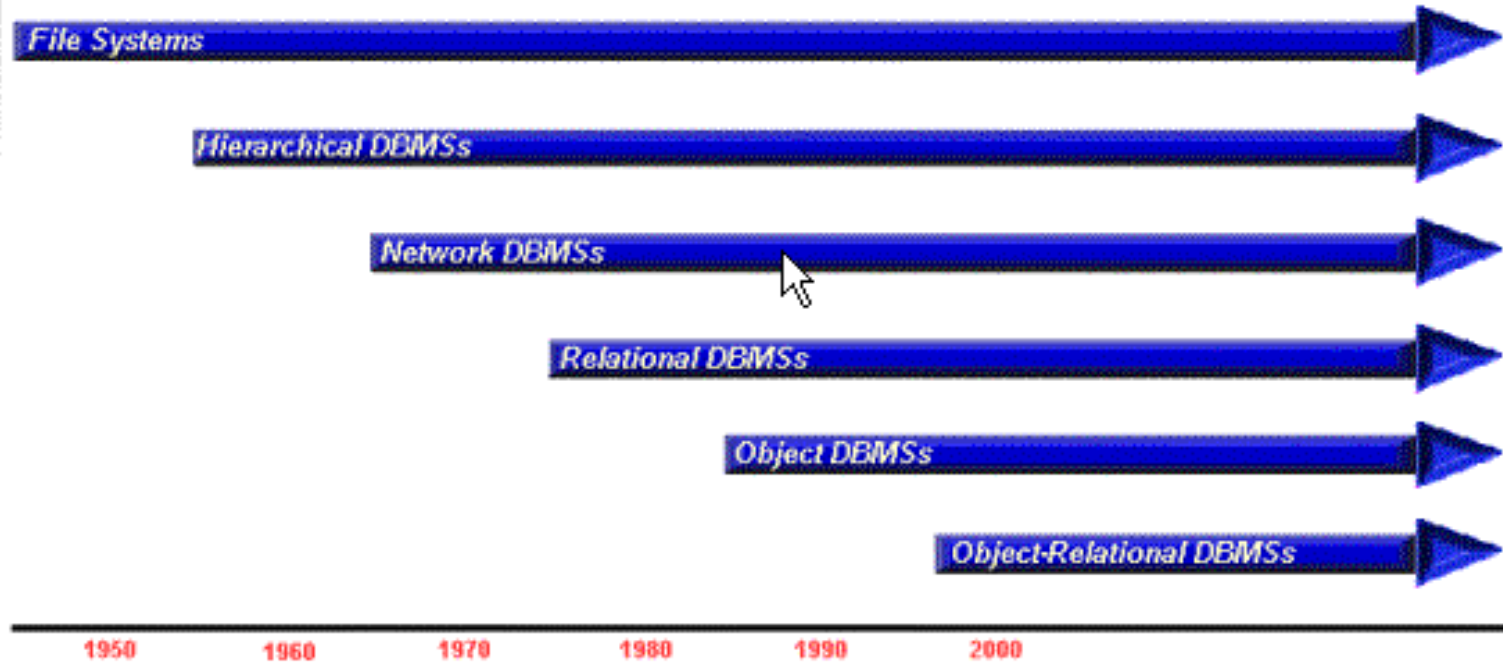 File Systems
Hierarchical DBMSs
Network DBMSs
Relational DBMSs
Object DBMSs
Object-Relational DBMSs
1950 1960 1970 1980 1990 2000